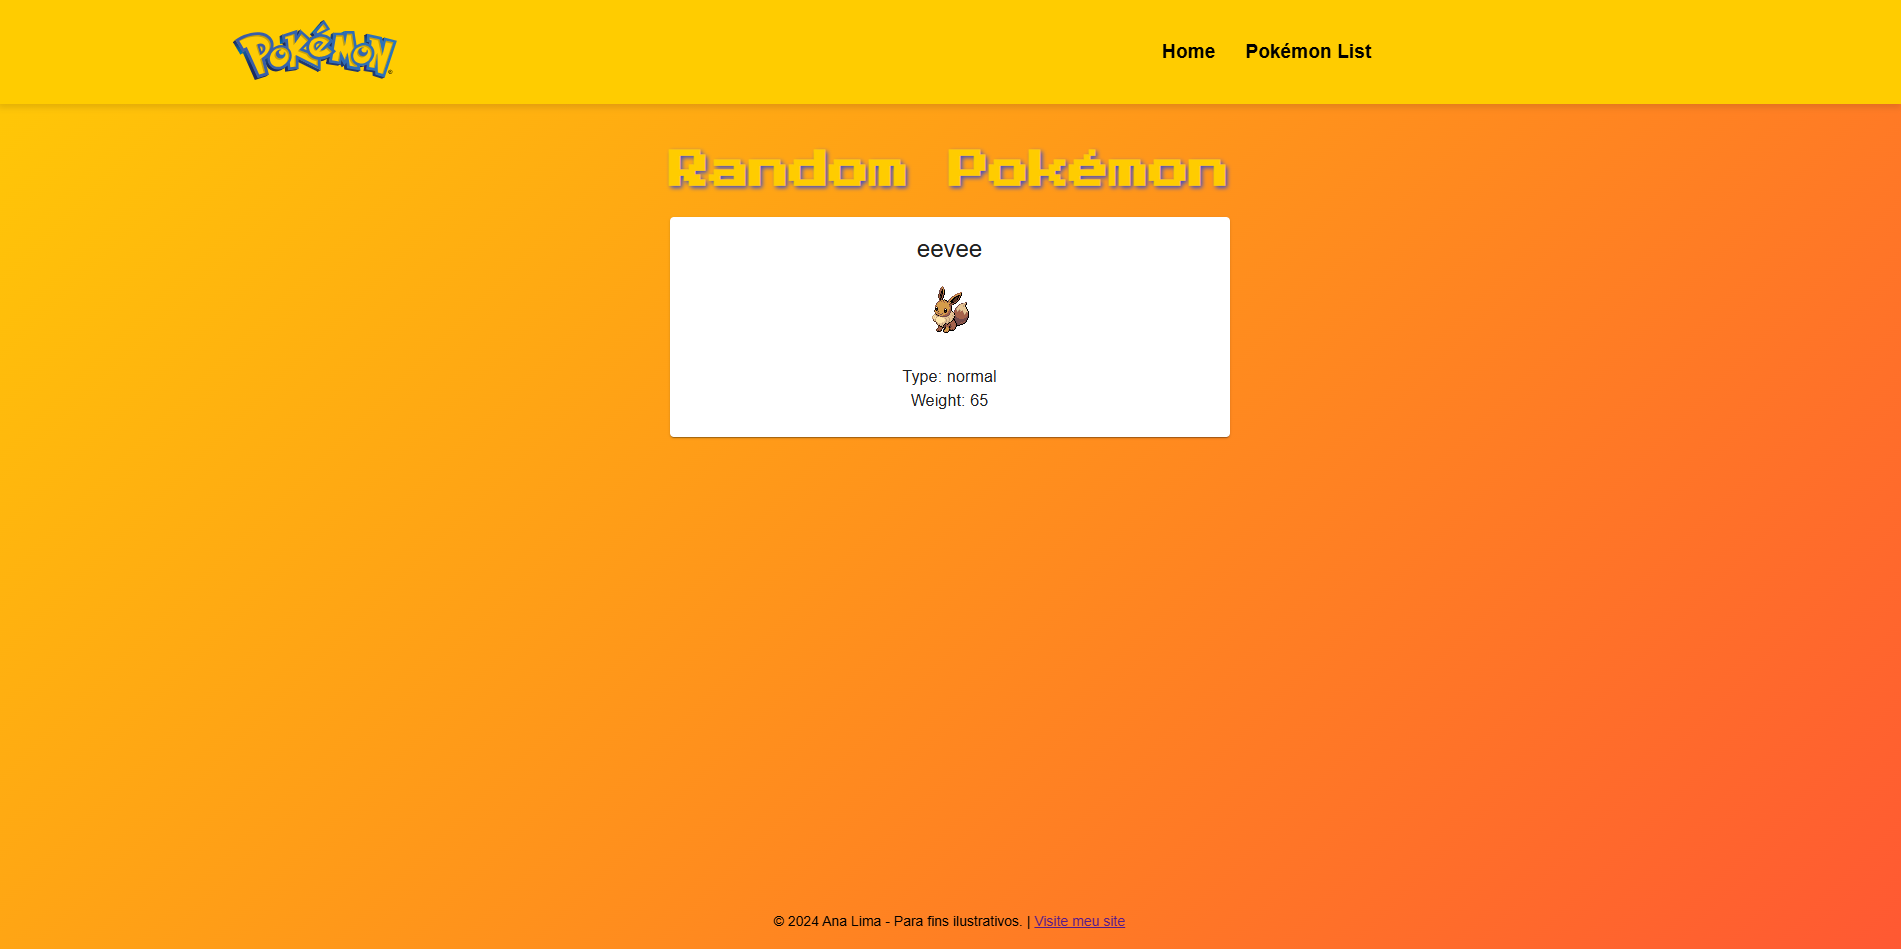 Pokémon
Home Pokémon List
Random Pokémon
eevee
Type: normal
Weight: 65
© 2024 Ana Lima - Para fins ilustrativos. | Visite meu site